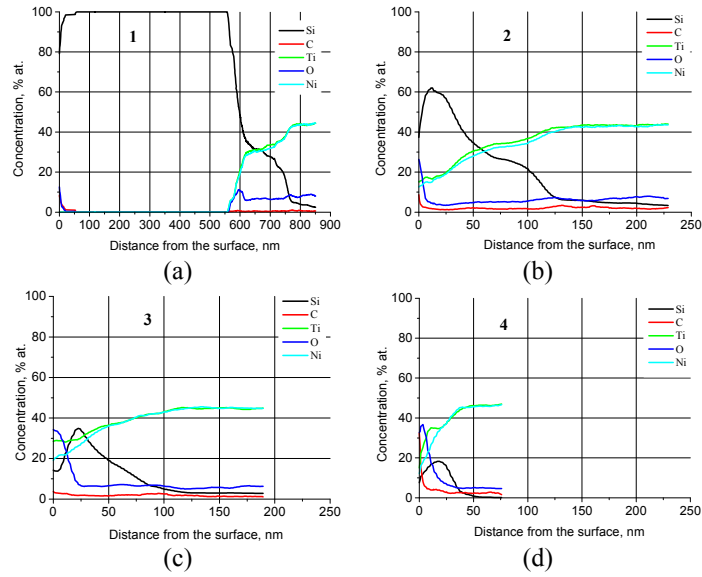 1
Si
C
Ti
O
Ni
Concentration, % at.
100
80
60
40
20
0
0 100 200 300 400 500 600 700 800 900
Distance from the surface, nm
(a)
2
Si
C
Ti
O
Ni
Concentration, % at.
100
80
60
40
20
0
0 50 100 150 200 250
Distance from the surface, nm
(b)
3
Si
C
Ti
O
Ni
Concentration, % at.
100
80
60
40
20
0
0 50 100 150 200 250
Distance from the surface, nm
(c)
4
Si
C
Ti
O
Ni
Concentration, % at.
100
80
60
40
20
0
0 50 100 150 200 250
Distance from the surface, nm
(d)